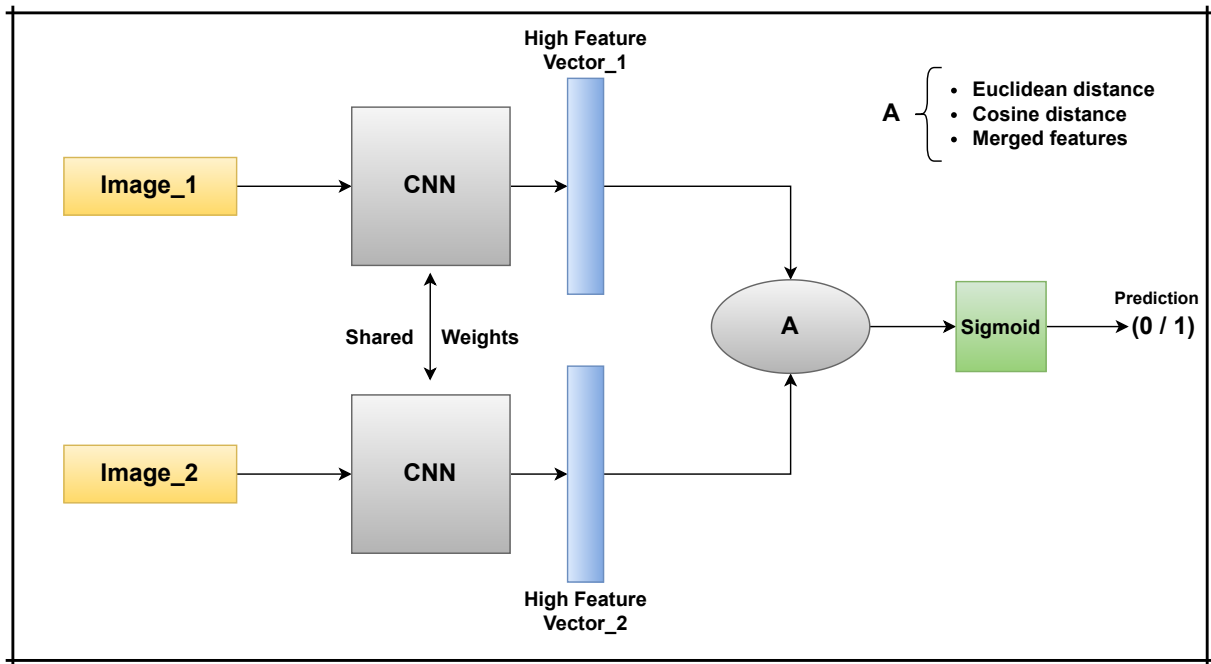 High Feature
Vector_1
A
• Euclidean distance
• Cosine distance
• Merged features
Image_1
CNN
Shared Weights
A
Sigmoid
Prediction
(0 / 1)
Image_2
CNN
High Feature
Vector_2